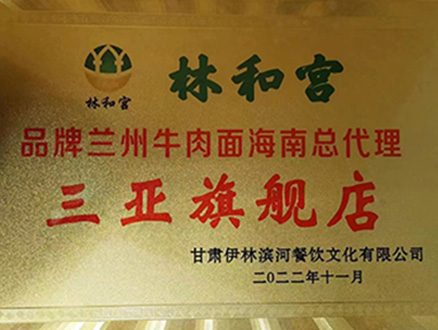 林和宫
林和宫
品牌兰州牛肉面海南总代理
三亚旗舰店
甘肃伊林滨河餐饮文化有限公司
二〇二二年十一月